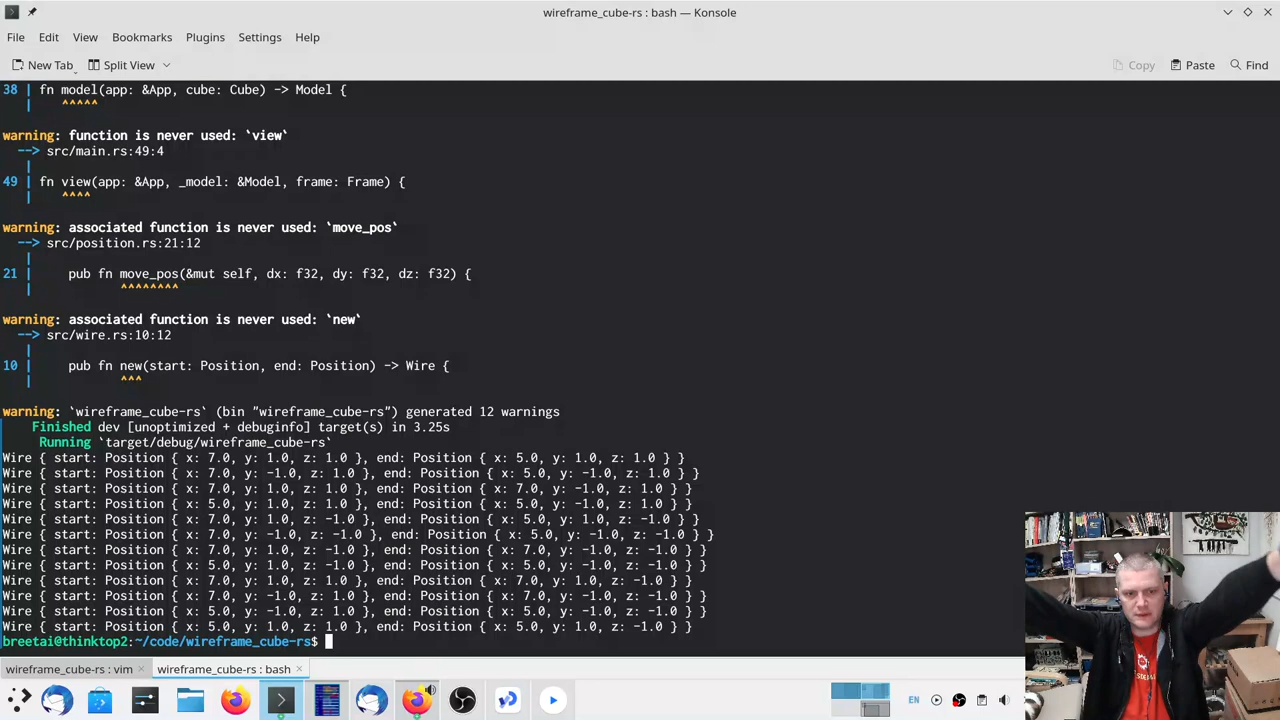 wireframe_cube-rs : bash — Konsole
File Edit View Bookmarks Plugins Settings Help
New Tab Split View Copy Paste Find
38 | fn model(app: &App, cube: Cube) -> Model {
| ^^^^^
warning: function is never used: `view`
--> src/main.rs:49:4
|
49 | fn view(app: &App, _model: &Model, frame: Frame) {
| ^^^^
warning: associated function is never used: `move_pos`
--> src/position.rs:21:12
|
21 | pub fn move_pos(&mut self, dx: f32, dy: f32, dz: f32) {
| ^^^^^^^^
warning: associated function is never used: `new`
--> src/wire.rs:10:12
|
10 | pub fn new(start: Position, end: Position) -> Wire {
| ^^^
warning: `wireframe_cube-rs` (bin "wireframe_cube-rs") generated 12 warnings
Finished dev [unoptimized + debuginfo] target(s) in 3.25s
Running `target/debug/wireframe_cube-rs`
Wire { start: Position { x: 7.0, y: 1.0, z: 1.0 }, end: Position { x: 5.0, y: 1.0, z: 1.0 } }
Wire { start: Position { x: 7.0, y: -1.0, z: 1.0 }, end: Position { x: 5.0, y: -1.0, z: 1.0 } }
Wire { start: Position { x: 7.0, y: 1.0, z: 1.0 }, end: Position { x: 7.0, y: -1.0, z: 1.0 } }
Wire { start: Position { x: 5.0, y: 1.0, z: 1.0 }, end: Position { x: 5.0, y: -1.0, z: 1.0 } }
Wire { start: Position { x: 7.0, y: 1.0, z: -1.0 }, end: Position { x: 5.0, y: 1.0, z: -1.0 } }
Wire { start: Position { x: 7.0, y: -1.0, z: -1.0 }, end: Position { x: 5.0, y: -1.0, z: -1.0 } }
Wire { start: Position { x: 7.0, y: 1.0, z: -1.0 }, end: Position { x: 7.0, y: -1.0, z: -1.0 } }
Wire { start: Position { x: 5.0, y: 1.0, z: -1.0 }, end: Position { x: 5.0, y: -1.0, z: -1.0 } }
Wire { start: Position { x: 7.0, y: 1.0, z: 1.0 }, end: Position { x: 7.0, y: 1.0, z: -1.0 } }
Wire { start: Position { x: 7.0, y: -1.0, z: 1.0 }, end: Position { x: 7.0, y: -1.0, z: -1.0 } }
Wire { start: Position { x: 5.0, y: -1.0, z: 1.0 }, end: Position { x: 5.0, y: -1.0, z: -1.0 } }
Wire { start: Position { x: 5.0, y: 1.0, z: 1.0 }, end: Position { x: 5.0, y: 1.0, z: -1.0 } }
breetai@thinktop2:~/code/wireframe_cube-rs$
wireframe_cube-rs : vim wireframe_cube-rs : bash
EN